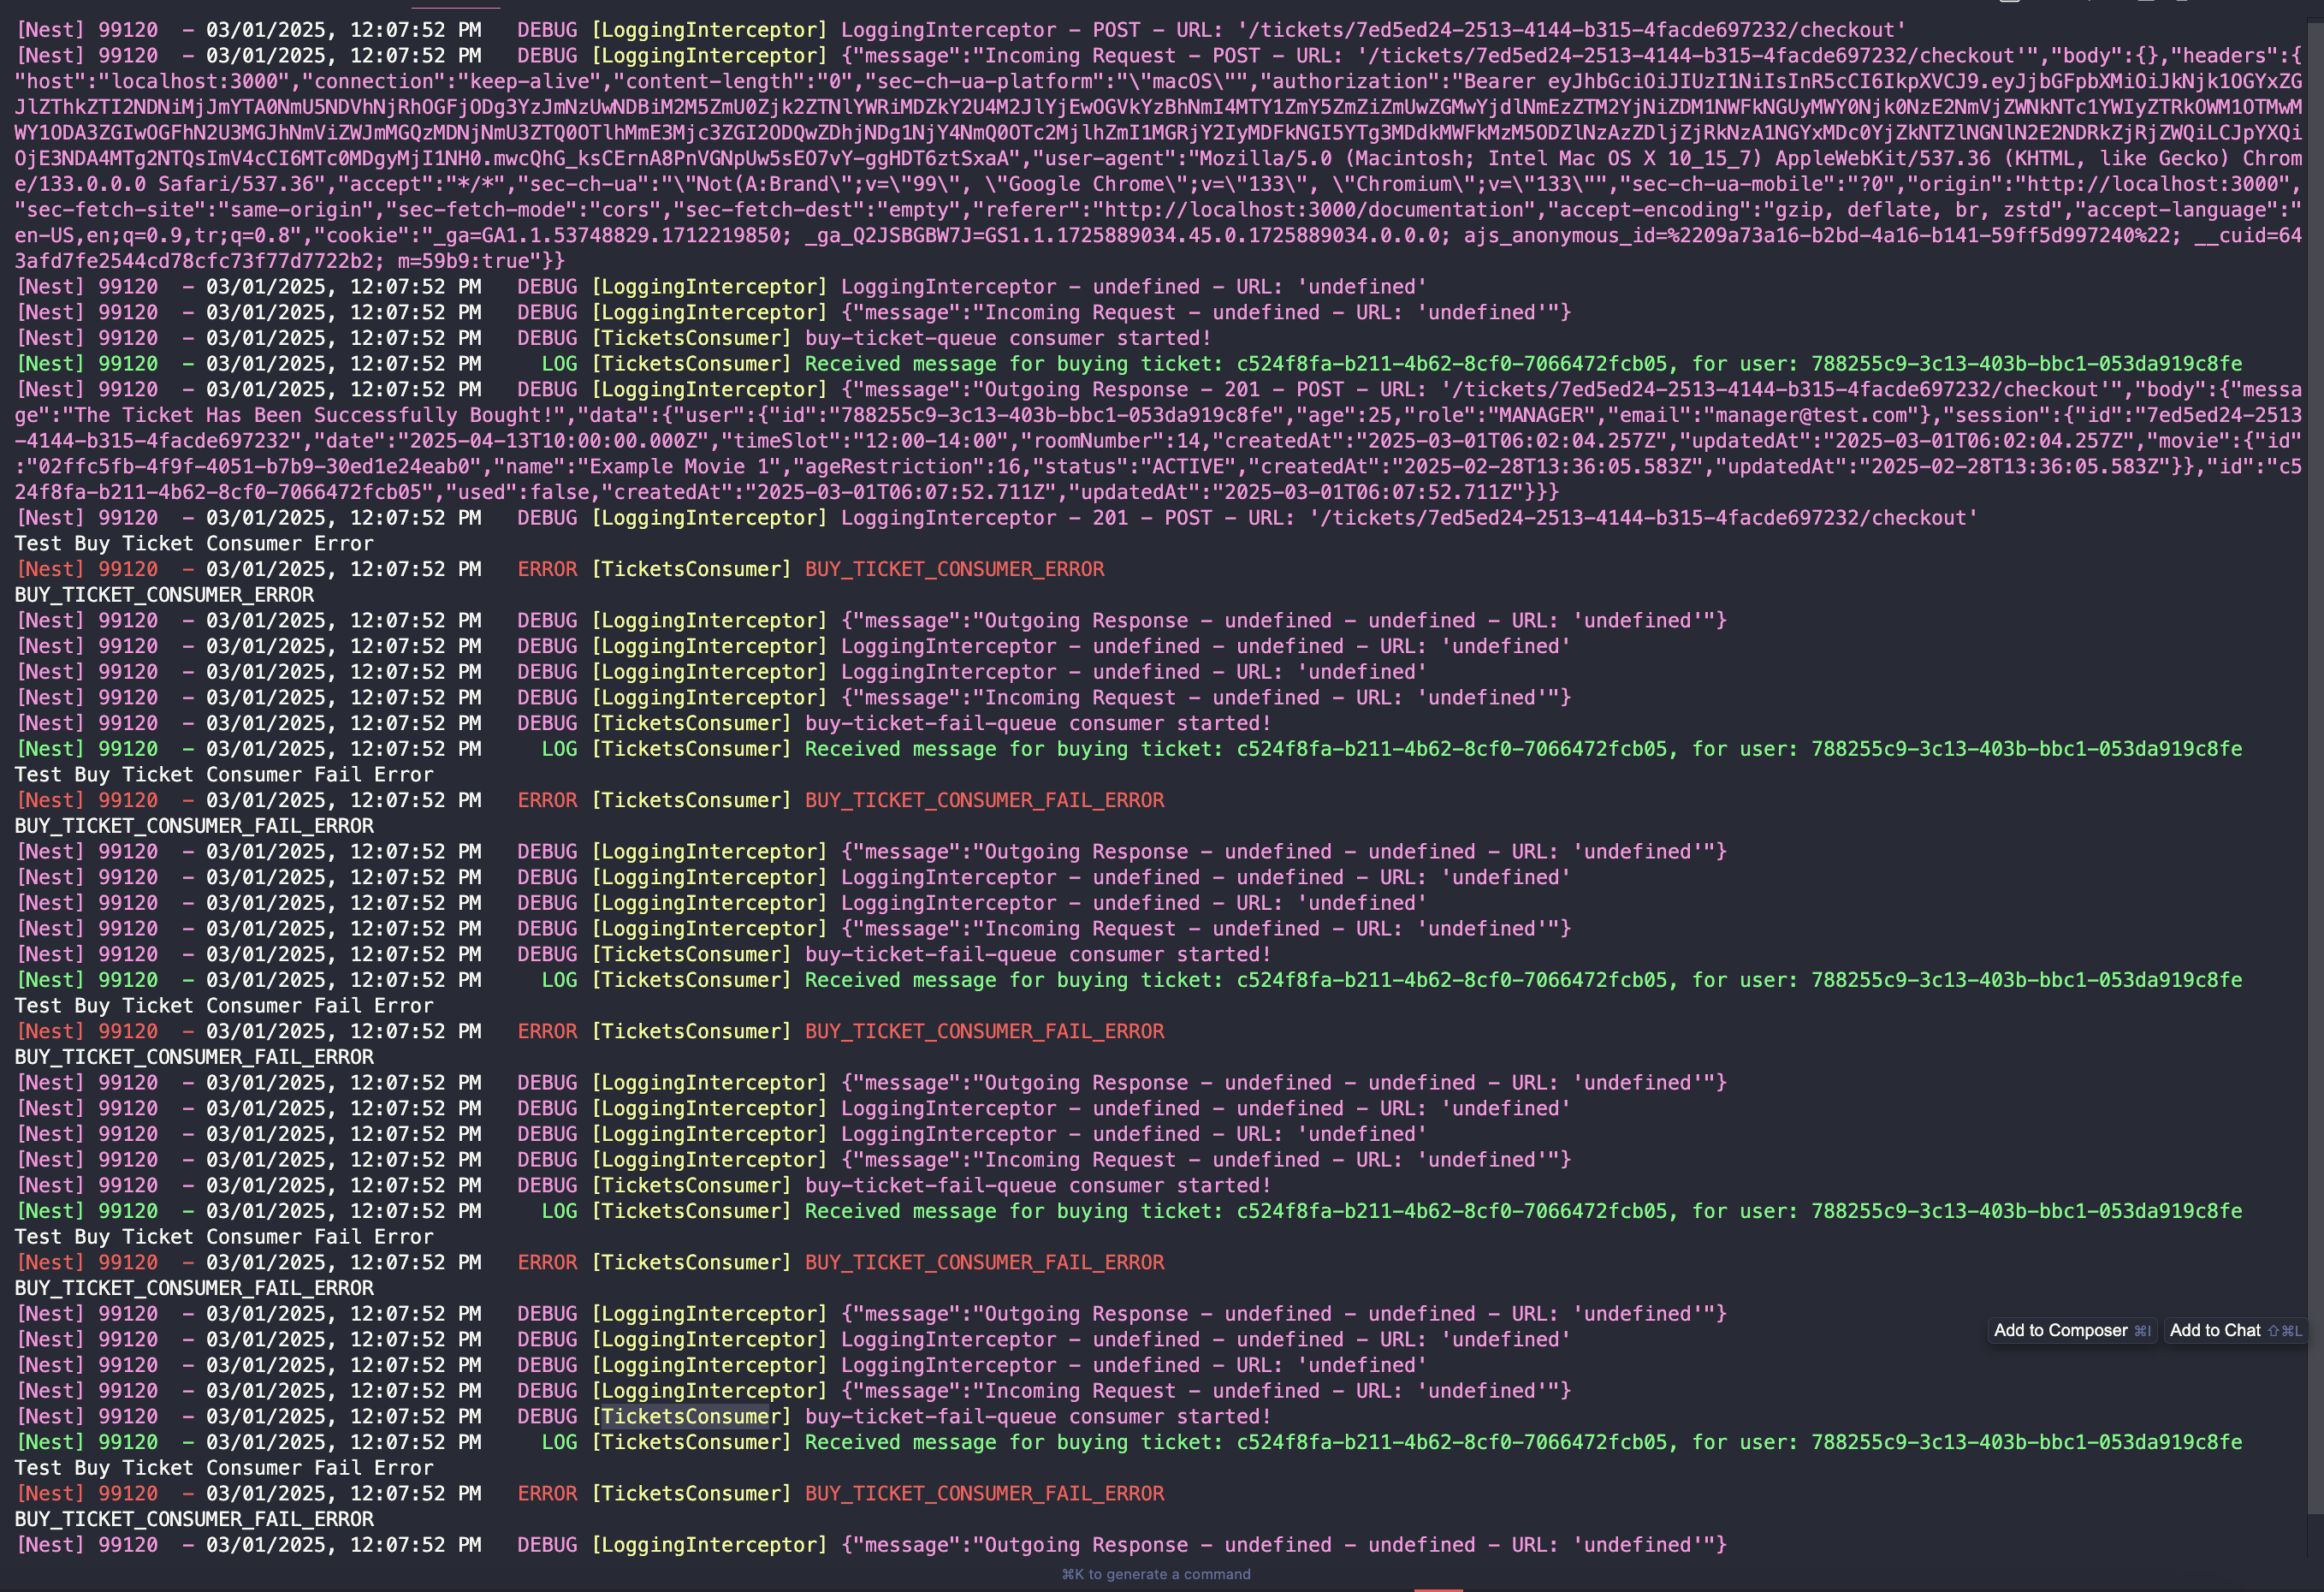 [Nest] 99120  - 03/01/2025, 12:07:52 PM   DEBUG [LoggingInterceptor] LoggingInterceptor - POST - URL: '/tickets/7ed5ed24-2513-4144-b315-4facde697232/checkout'
[Nest] 99120  - 03/01/2025, 12:07:52 PM   DEBUG [LoggingInterceptor] {"message":"Incoming Request - POST - URL: '/tickets/7ed5ed24-2513-4144-b315-4facde697232/checkout'","body":{},"headers":{
"host":"localhost:3000","connection":"keep-alive","content-length":"0","sec-ch-ua-platform":"\"macOS\"","authorization":"Bearer
e/133.0.0.0 Safari/537.36","accept":"*/*","sec-ch-ua":"\"Not(A:Brand\";v=\"99\", \"Google Chrome\";v=\"133\", \"Chromium\";v=\"133\"","sec-ch-ua-mobile":"?0","origin":"http://localhost:3000",
"sec-fetch-site":"same-origin","sec-fetch-mode":"cors","sec-fetch-dest":"empty","referer":"http://localhost:3000/documentation","accept-encoding":"gzip, deflate, br, zstd","accept-language":"
en-US,en;q=0.9,tr;q=0.8","cookie":"_ga=GA1.1.53748829.1712219850; _ga_Q2JSBGBW7J=GS1.1.1725889034.45.0.1725889034.0.0.0; ajs_anonymous_id=%2209a73a16-b2bd-4a16-b141-59ff5d997240%22; __cuid=64
3afd7fe2544cd78cfc73f77d7722b2; m=59b9:true"}}
[Nest] 99120  - 03/01/2025, 12:07:52 PM   DEBUG [LoggingInterceptor] LoggingInterceptor - undefined - URL: 'undefined'
[Nest] 99120  - 03/01/2025, 12:07:52 PM   DEBUG [LoggingInterceptor] {"message":"Incoming Request - undefined - URL: 'undefined'"}
[Nest] 99120  - 03/01/2025, 12:07:52 PM   DEBUG [TicketsConsumer] buy-ticket-queue consumer started!
[Nest] 99120  - 03/01/2025, 12:07:52 PM     LOG [TicketsConsumer] Received message for buying ticket: c524f8fa-b211-4b62-8cf0-7066472fcb05, for user: 788255c9-3c13-403b-bbc1-053da919c8fe
[Nest] 99120  - 03/01/2025, 12:07:52 PM   DEBUG [LoggingInterceptor] {"message":"Outgoing Response - 201 - POST - URL: '/tickets/7ed5ed24-2513-4144-b315-4facde697232/checkout'","body":{"messa
ge":"The Ticket Has Been Successfully Bought!","data":{"user":{"id":"788255c9-3c13-403b-bbc1-053da919c8fe","age":25,"role":"MANAGER","email":"manager@test.com"},"session":{"id":"7ed5ed24-2513
-4144-b315-4facde697232","date":"2025-04-13T10:00:00.000Z","timeSlot":"12:00-14:00","roomNumber":14,"createdAt":"2025-03-01T06:02:04.257Z","updatedAt":"2025-03-01T06:02:04.257Z","movie":{"id"
:"02ffc5fb-4f9f-4051-b7b9-30ed1e24eab0","name":"Example Movie 1","ageRestriction":16,"status":"ACTIVE","createdAt":"2025-02-28T13:36:05.583Z","updatedAt":"2025-02-28T13:36:05.583Z"}},"id":"c5
24f8fa-b211-4b62-8cf0-7066472fcb05","used":false,"createdAt":"2025-03-01T06:07:52.711Z","updatedAt":"2025-03-01T06:07:52.711Z"}}}
[Nest] 99120  - 03/01/2025, 12:07:52 PM   DEBUG [LoggingInterceptor] LoggingInterceptor - 201 - POST - URL: '/tickets/7ed5ed24-2513-4144-b315-4facde697232/checkout'
Test Buy Ticket Consumer Error
[Nest] 99120  - 03/01/2025, 12:07:52 PM   ERROR [TicketsConsumer] BUY_TICKET_CONSUMER_ERROR
BUY_TICKET_CONSUMER_ERROR
[Nest] 99120  - 03/01/2025, 12:07:52 PM   DEBUG [LoggingInterceptor] {"message":"Outgoing Response - undefined - undefined - URL: 'undefined'"}
[Nest] 99120  - 03/01/2025, 12:07:52 PM   DEBUG [LoggingInterceptor] LoggingInterceptor - undefined - undefined - URL: 'undefined'
[Nest] 99120  - 03/01/2025, 12:07:52 PM   DEBUG [LoggingInterceptor] LoggingInterceptor - undefined - URL: 'undefined'
[Nest] 99120  - 03/01/2025, 12:07:52 PM   DEBUG [LoggingInterceptor] {"message":"Incoming Request - undefined - URL: 'undefined'"}
[Nest] 99120  - 03/01/2025, 12:07:52 PM   DEBUG [TicketsConsumer] buy-ticket-fail-queue consumer started!
[Nest] 99120  - 03/01/2025, 12:07:52 PM     LOG [TicketsConsumer] Received message for buying ticket: c524f8fa-b211-4b62-8cf0-7066472fcb05, for user: 788255c9-3c13-403b-bbc1-053da919c8fe
Test Buy Ticket Consumer Fail Error
[Nest] 99120  - 03/01/2025, 12:07:52 PM   ERROR [TicketsConsumer] BUY_TICKET_CONSUMER_FAIL_ERROR
BUY_TICKET_CONSUMER_FAIL_ERROR
[Nest] 99120  - 03/01/2025, 12:07:52 PM   DEBUG [LoggingInterceptor] {"message":"Outgoing Response - undefined - undefined - URL: 'undefined'"}
[Nest] 99120  - 03/01/2025, 12:07:52 PM   DEBUG [LoggingInterceptor] LoggingInterceptor - undefined - undefined - URL: 'undefined'
[Nest] 99120  - 03/01/2025, 12:07:52 PM   DEBUG [LoggingInterceptor] LoggingInterceptor - undefined - URL: 'undefined'
[Nest] 99120  - 03/01/2025, 12:07:52 PM   DEBUG [LoggingInterceptor] {"message":"Incoming Request - undefined - URL: 'undefined'"}
[Nest] 99120  - 03/01/2025, 12:07:52 PM   DEBUG [TicketsConsumer] buy-ticket-fail-queue consumer started!
[Nest] 99120  - 03/01/2025, 12:07:52 PM     LOG [TicketsConsumer] Received message for buying ticket: c524f8fa-b211-4b62-8cf0-7066472fcb05, for user: 788255c9-3c13-403b-bbc1-053da919c8fe
Test Buy Ticket Consumer Fail Error
[Nest] 99120  - 03/01/2025, 12:07:52 PM   ERROR [TicketsConsumer] BUY_TICKET_CONSUMER_FAIL_ERROR
BUY_TICKET_CONSUMER_FAIL_ERROR
[Nest] 99120  - 03/01/2025, 12:07:52 PM   DEBUG [LoggingInterceptor] {"message":"Outgoing Response - undefined - undefined - URL: 'undefined'"}
[Nest] 99120  - 03/01/2025, 12:07:52 PM   DEBUG [LoggingInterceptor] LoggingInterceptor - undefined - undefined - URL: 'undefined'
[Nest] 99120  - 03/01/2025, 12:07:52 PM   DEBUG [LoggingInterceptor] LoggingInterceptor - undefined - URL: 'undefined'
[Nest] 99120  - 03/01/2025, 12:07:52 PM   DEBUG [LoggingInterceptor] {"message":"Incoming Request - undefined - URL: 'undefined'"}
[Nest] 99120  - 03/01/2025, 12:07:52 PM   DEBUG [TicketsConsumer] buy-ticket-fail-queue consumer started!
[Nest] 99120  - 03/01/2025, 12:07:52 PM     LOG [TicketsConsumer] Received message for buying ticket: c524f8fa-b211-4b62-8cf0-7066472fcb05, for user: 788255c9-3c13-403b-bbc1-053da919c8fe
Test Buy Ticket Consumer Fail Error
[Nest] 99120  - 03/01/2025, 12:07:52 PM   ERROR [TicketsConsumer] BUY_TICKET_CONSUMER_FAIL_ERROR
BUY_TICKET_CONSUMER_FAIL_ERROR
[Nest] 99120  - 03/01/2025, 12:07:52 PM   DEBUG [LoggingInterceptor] {"message":"Outgoing Response - undefined - undefined - URL: 'undefined'"}
Add to Composer ⌘I  Add to Chat ⇧⌘L
[Nest] 99120  - 03/01/2025, 12:07:52 PM   DEBUG [LoggingInterceptor] LoggingInterceptor - undefined - undefined - URL: 'undefined'
[Nest] 99120  - 03/01/2025, 12:07:52 PM   DEBUG [LoggingInterceptor] LoggingInterceptor - undefined - URL: 'undefined'
[Nest] 99120  - 03/01/2025, 12:07:52 PM   DEBUG [LoggingInterceptor] {"message":"Incoming Request - undefined - URL: 'undefined'"}
[Nest] 99120  - 03/01/2025, 12:07:52 PM   DEBUG [TicketsConsumer] buy-ticket-fail-queue consumer started!
[Nest] 99120  - 03/01/2025, 12:07:52 PM     LOG [TicketsConsumer] Received message for buying ticket: c524f8fa-b211-4b62-8cf0-7066472fcb05, for user: 788255c9-3c13-403b-bbc1-053da919c8fe
Test Buy Ticket Consumer Fail Error
[Nest] 99120  - 03/01/2025, 12:07:52 PM   ERROR [TicketsConsumer] BUY_TICKET_CONSUMER_FAIL_ERROR
BUY_TICKET_CONSUMER_FAIL_ERROR
[Nest] 99120  - 03/01/2025, 12:07:52 PM   DEBUG [LoggingInterceptor] {"message":"Outgoing Response - undefined - undefined - URL: 'undefined'"}
⌘K to generate a command